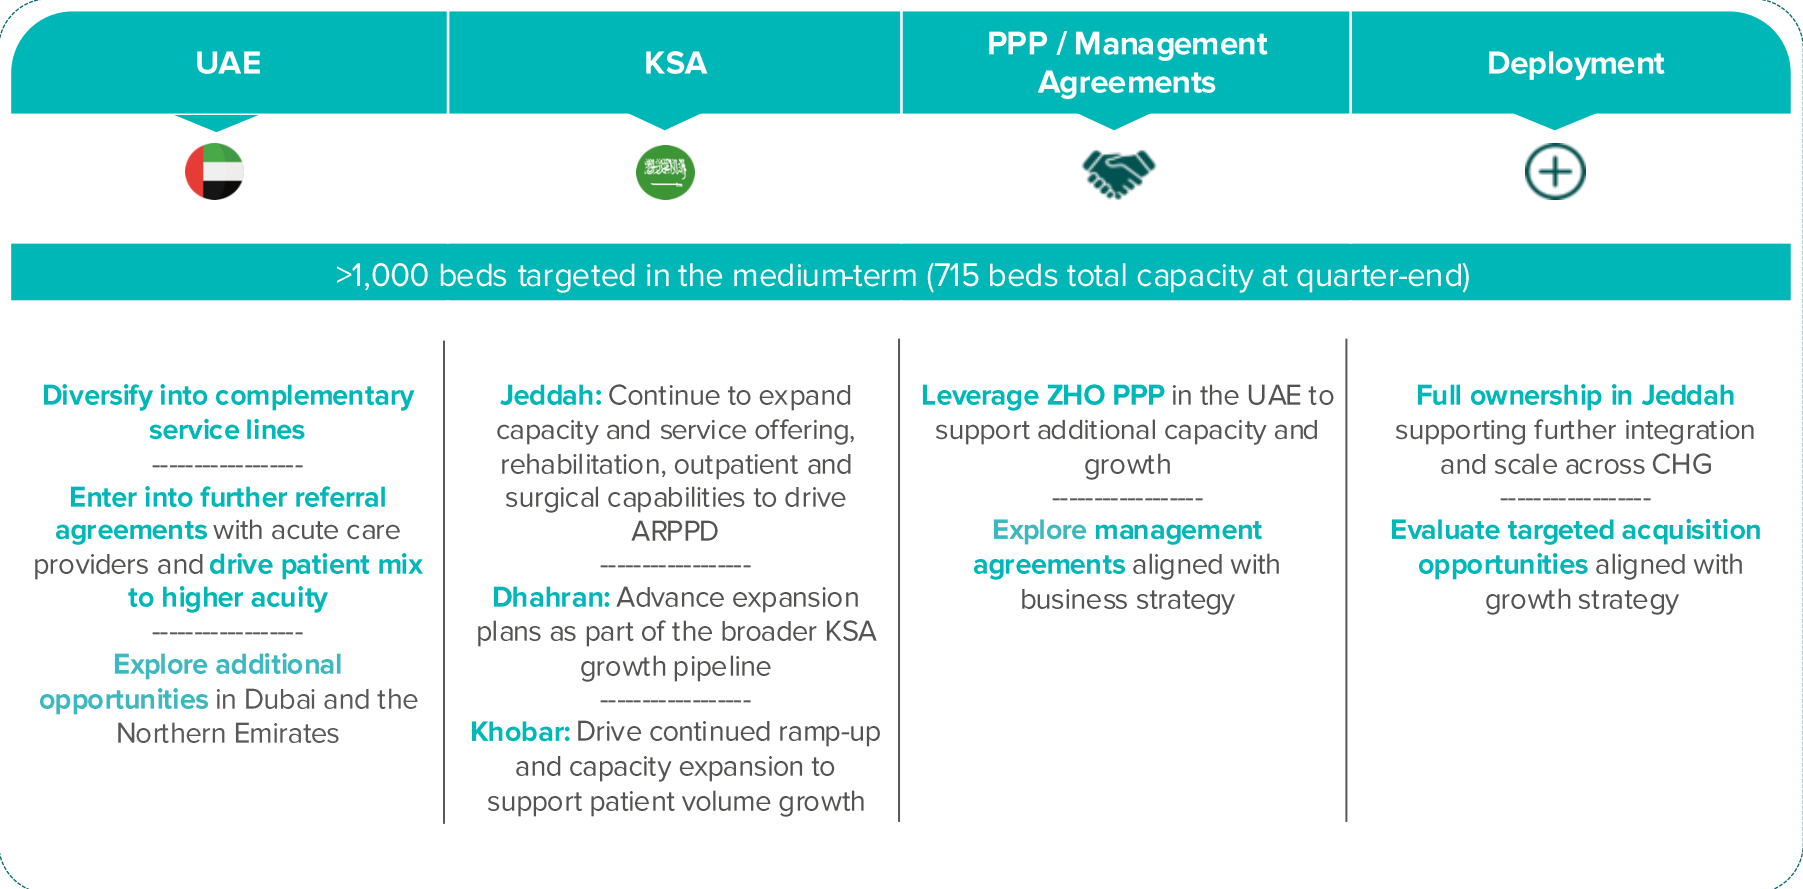 UAE
KSA
PPP / Management
Agreements
Deployment
>1,000 beds targeted in the medium-term (715 beds total capacity at quarter-end)
Diversify into complementary
service lines
------------------
Enter into further referral
agreements with acute care
providers and drive patient mix
to higher acuity
------------------
Explore additional
opportunities in Dubai and the
Northern Emirates
Jeddah: Continue to expand
capacity and service offering,
rehabilitation, outpatient and
surgical capabilities to drive
ARPPD
------------------
Dhahran: Advance expansion
plans as part of the broader KSA
growth pipeline
------------------
Khobar: Drive continued ramp-up
and capacity expansion to
support patient volume growth
Leverage ZHO PPP in the UAE to
support additional capacity and
growth
------------------
Explore management
agreements aligned with
business strategy
Full ownership in Jeddah
supporting further integration
and scale across CHG
------------------
Evaluate targeted acquisition
opportunities aligned with
growth strategy